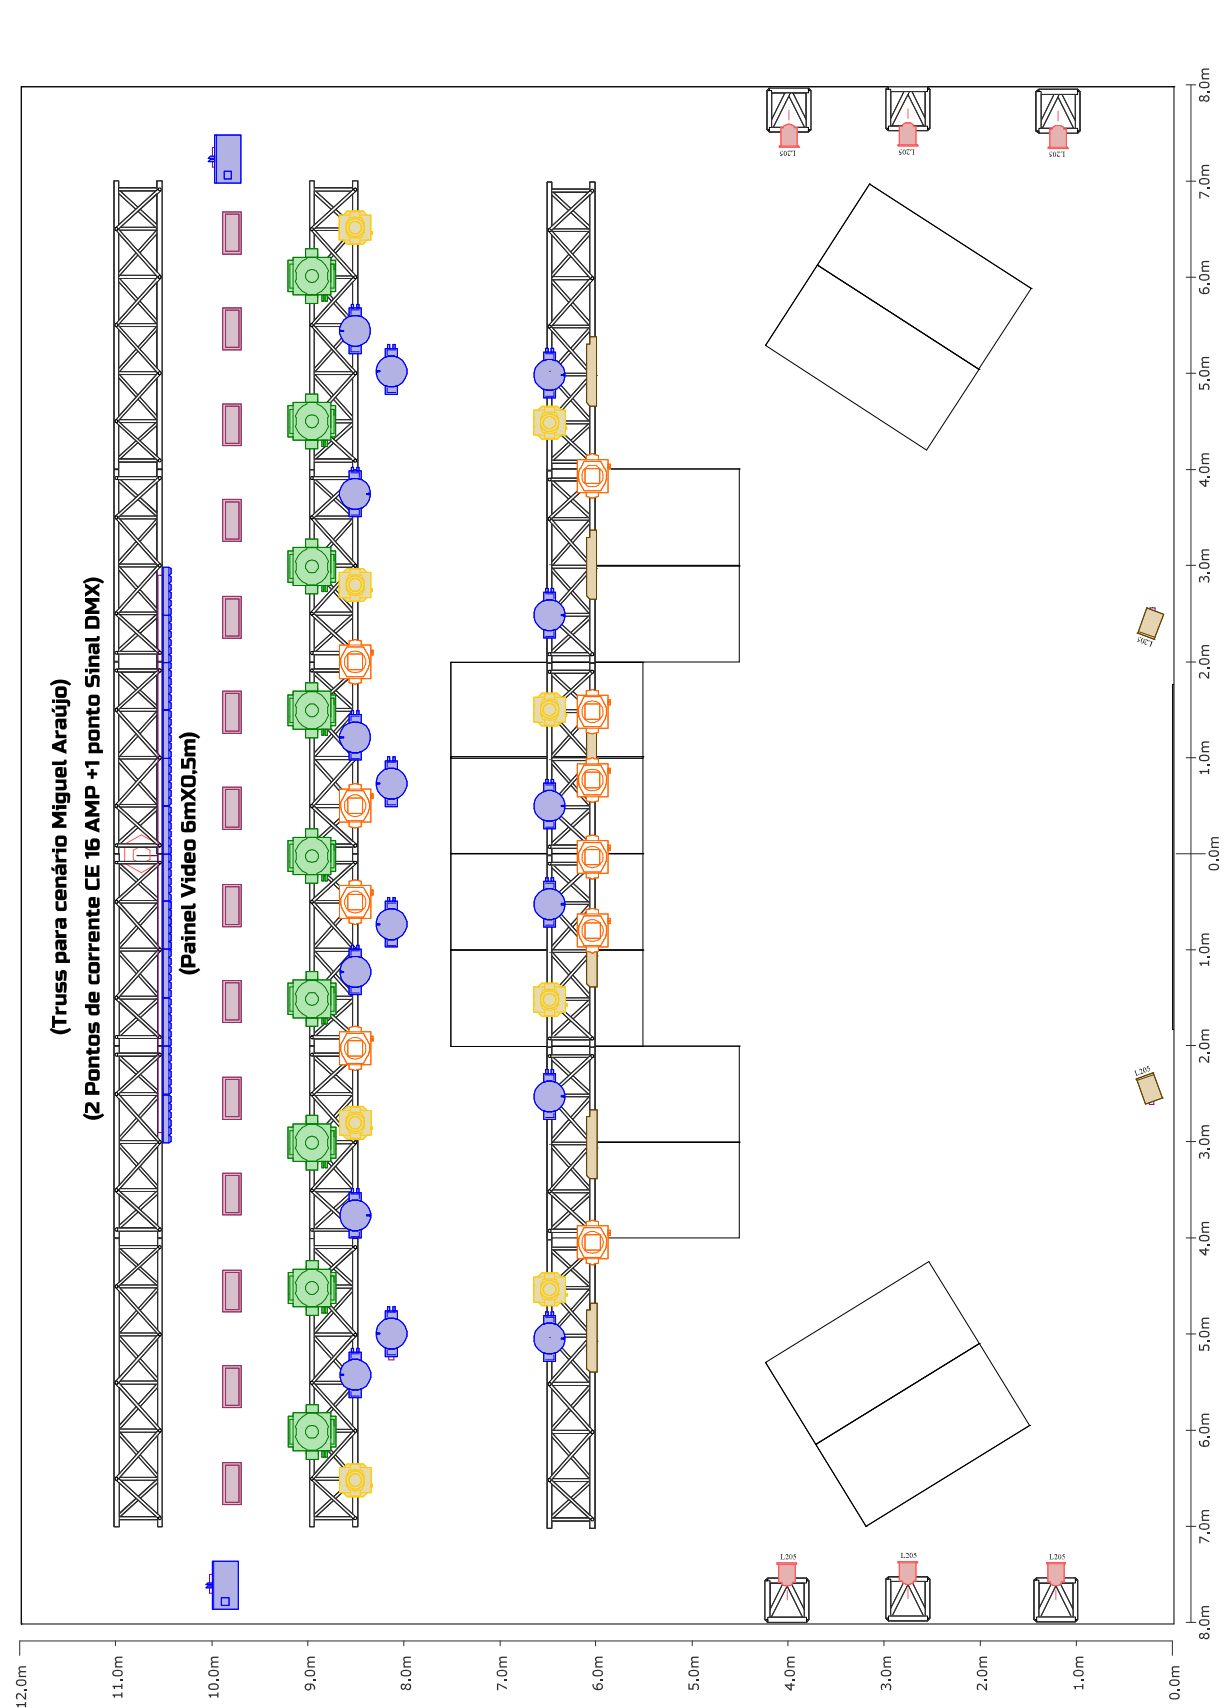 (Truss para cenário Miguel Araújo)
(2 Pontos de corrente CE 16 AMP +1 ponto Sinal DMX)
(Painel Video 6mX0,5m)
L205
L205
L205
L205
L205
L205
L205
L205
8.0m
7.0m
6.0m
5.0m
4.0m
3.0m
2.0m
1.0m
0.0m
1.0m
2.0m
3.0m
4.0m
5.0m
6.0m
7.0m
8.0m
12.0m
11.0m
10.0m
9.0m
8.0m
7.0m
6.0m
5.0m
4.0m
3.0m
2.0m
1.0m
0.0m